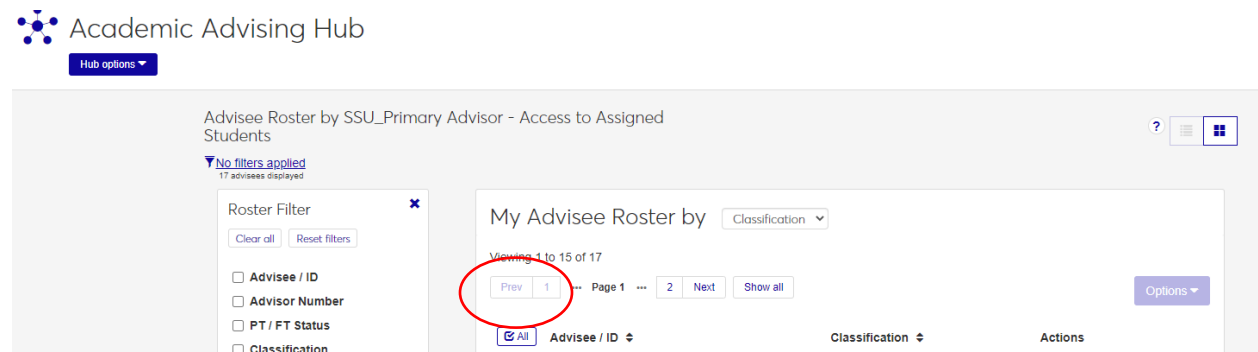 Academic Advising Hub
Hub options
Advisee Roster by SSU_Primary Advisor - Access to Assigned
Students
?
No filters applied
17 advisees displayed
Roster Filter
Clear all Reset filters
Advisee / ID
Advisor Number
PT / FT Status
Classification
My Advisee Roster by Classification
Viewing 1 to 15 of 17
Prev 1 ... Page 1 ... 2 Next Show all
Options
All Advisee / ID Classification Actions